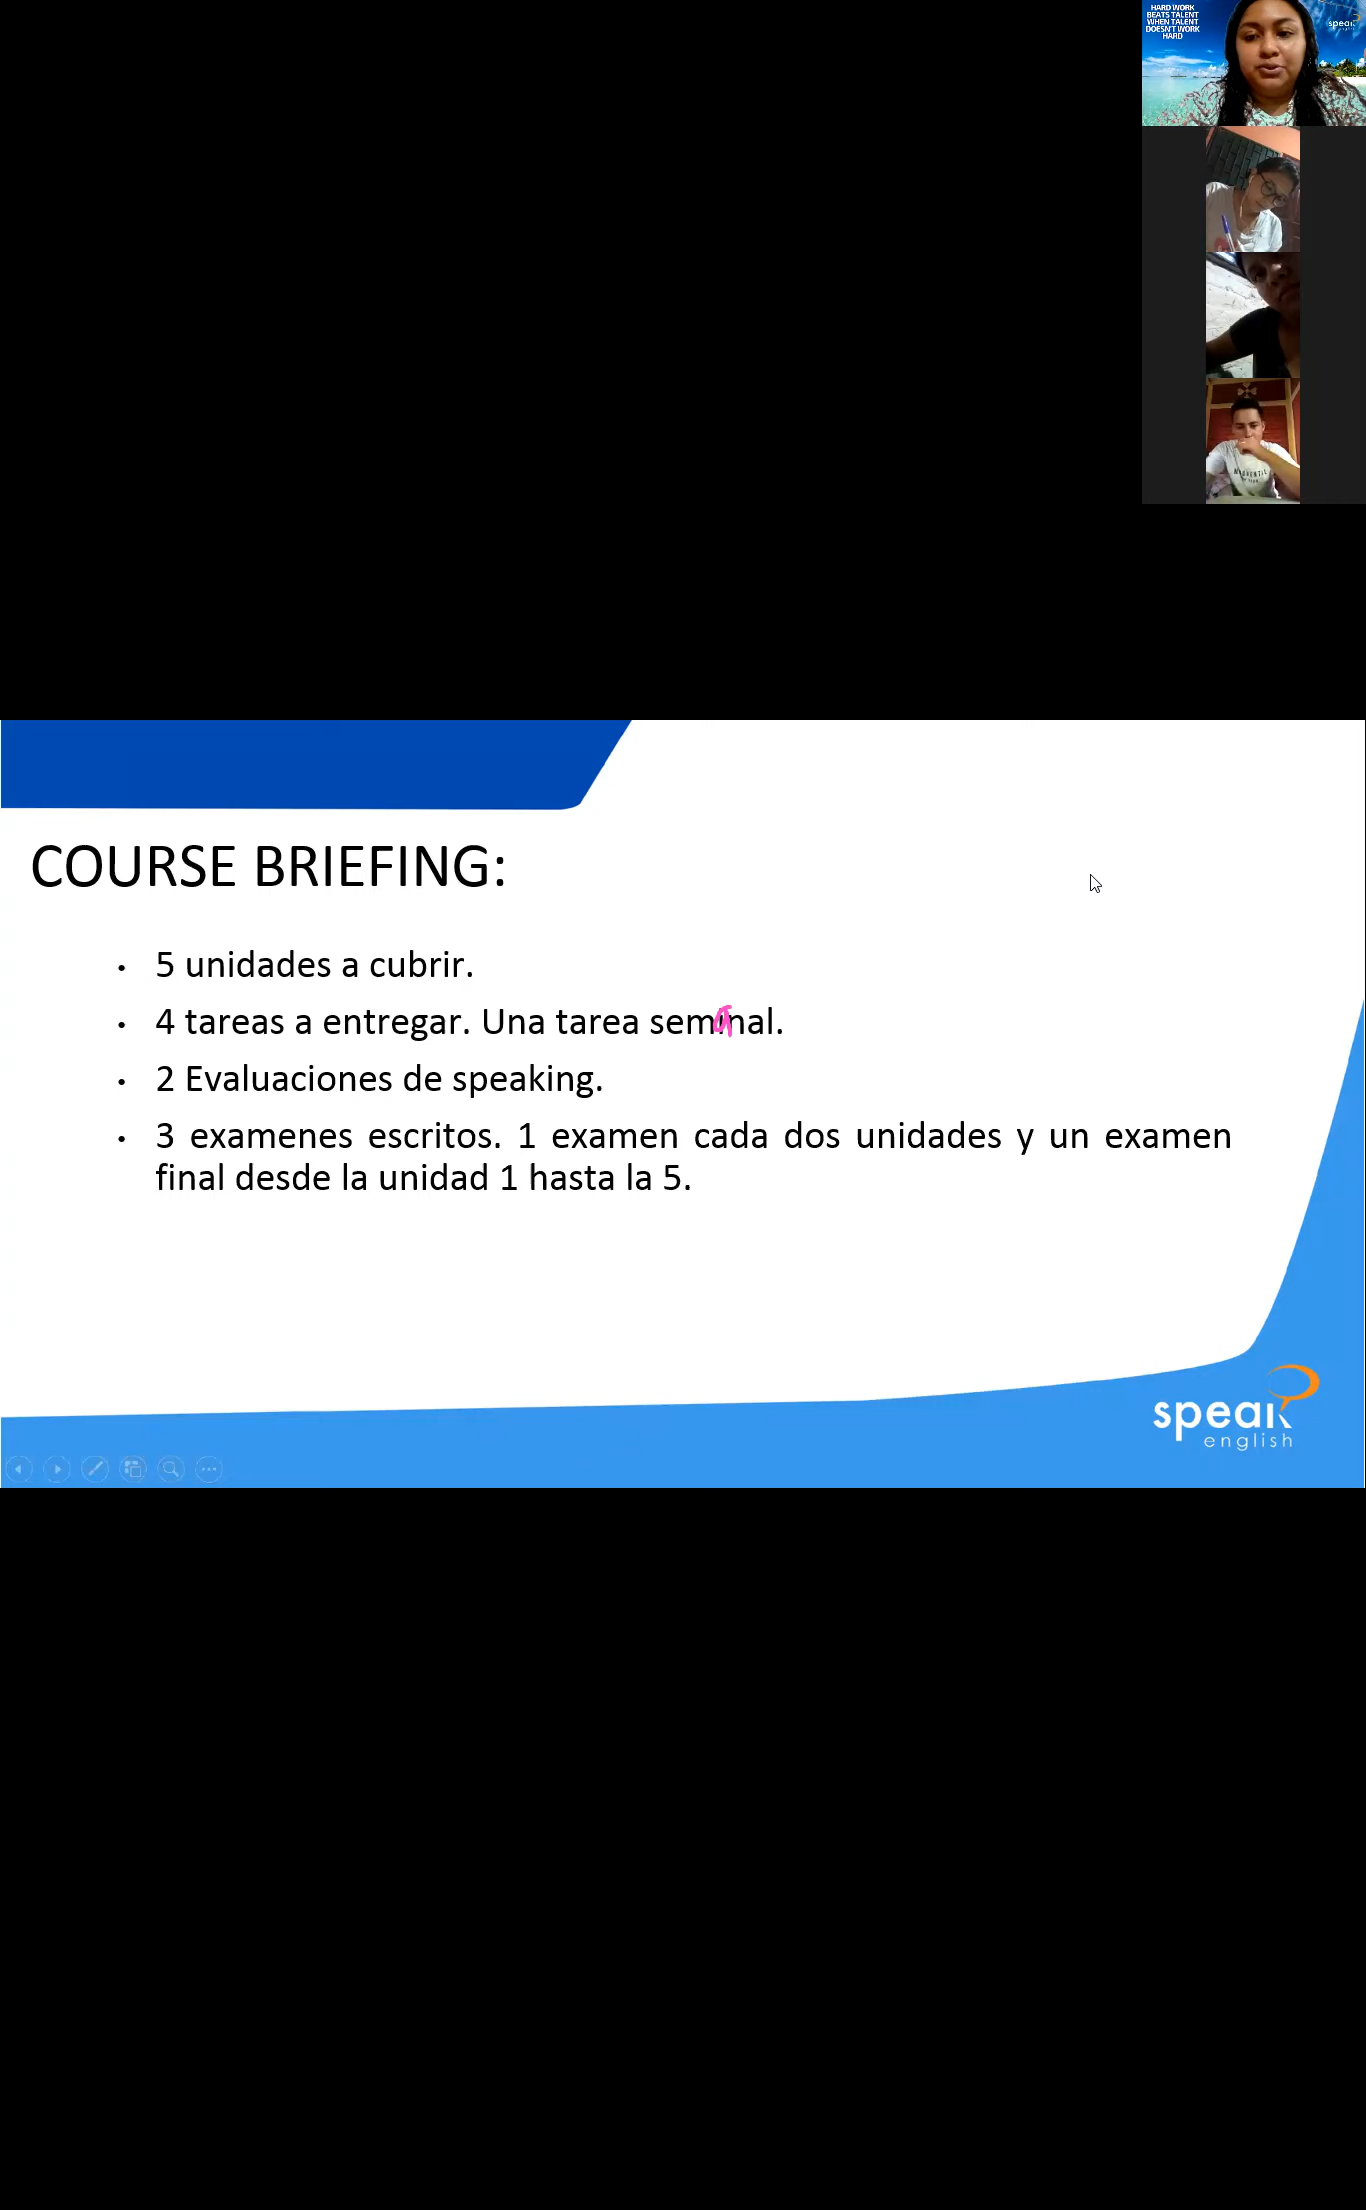 HARD WORK
BEATS TALENT
WHEN TALENT
DOESN'T WORK
HARD
speak
COURSE BRIEFING:
• 5 unidades a cubrir.
• 4 tareas a entregar. Una tarea semanal.
• 2 Evaluaciones de speaking.
• 3 examenes escritos. 1 examen cada dos unidades y un examen
final desde la unidad 1 hasta la 5.
speak
english